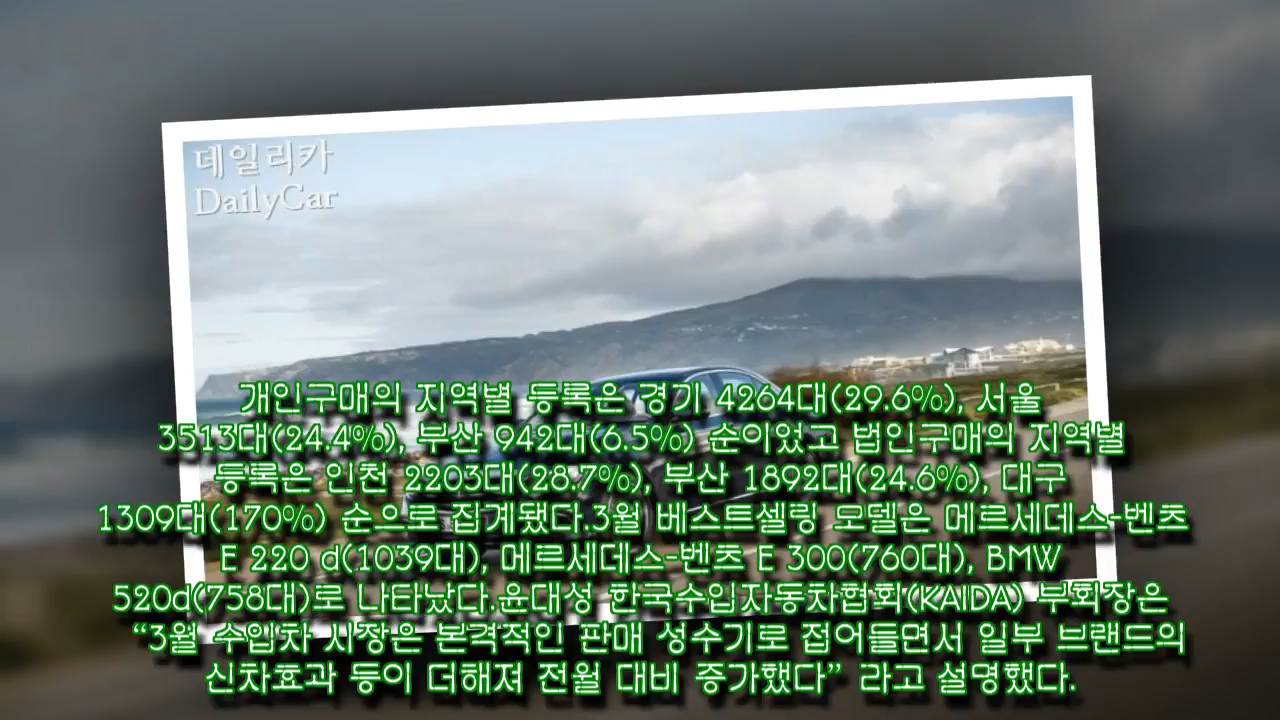 데일리카
DailyCar
개인구매의 지역별 등록은 경기 4264대(29.6%), 서울
3513대(24.4%), 부산 942대(6.5%) 순이었고 법인구매의 지역별
등록은 인천 2203대(28.7%), 부산 1892대(24.6%), 대구
1309대(170%) 순으로 집계됐다.3월 베스트셀링 모델은 메르세데스-벤츠
E 220 d(1039대), 메르세데스-벤츠 E 300(760대), BMW
520d(758대)로 나타났다.윤대성 한국수입자동차협회(KAIDA) 부회장은
“3월 수입차 시장은 본격적인 판매 성수기로 접어들면서 일부 브랜드의
신차효과 등이 더해져 전월 대비 증가했다” 라고 설명했다.